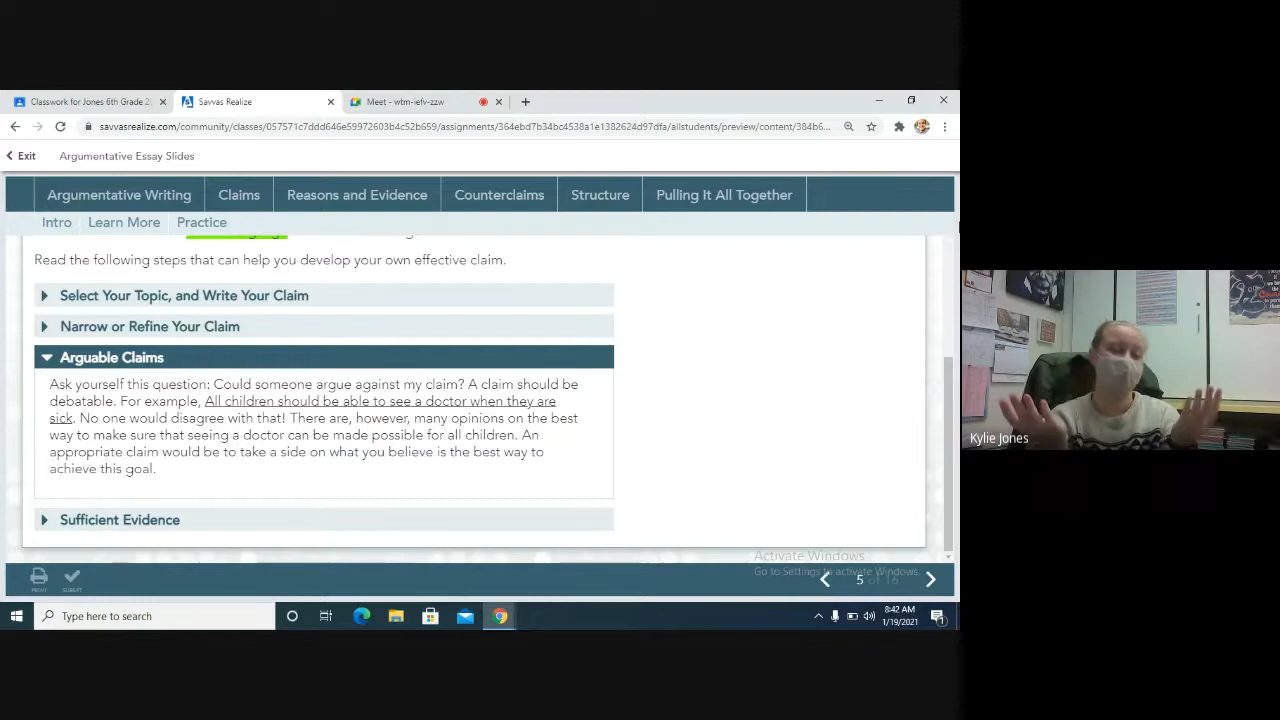 Classwork for Jones 6th Grade 2
Savvas Realize
Meet - wtm-iefv-zzw
savvasrealize.com/community/classes/057571c7ddd646e59972603b4c52b659/assignments/364ebd7b34bc4538a1e1382624d97dfa/allstudents/preview/content/384b6...
Exit
Argumentative Essay Slides
Argumentative Writing Claims Reasons and Evidence Counterclaims Structure Pulling It All Together
Intro Learn More Practice
Read the following steps that can help you develop your own effective claim.
Select Your Topic, and Write Your Claim
Narrow or Refine Your Claim
Arguable Claims
Ask yourself this question: Could someone argue against my claim? A claim should be
debatable. For example, All children should be able to see a doctor when they are
sick. No one would disagree with that! There are, however, many opinions on the best
way to make sure that seeing a doctor can be made possible for all children. An
appropriate claim would be to take a side on what you believe is the best way to
achieve this goal.
Sufficient Evidence
Activate Windows
Go to Settings to activate Windows.
PRINT SUBMIT
5 of 16
Type here to search
8:42 AM
1/19/2021
Kylie Jones